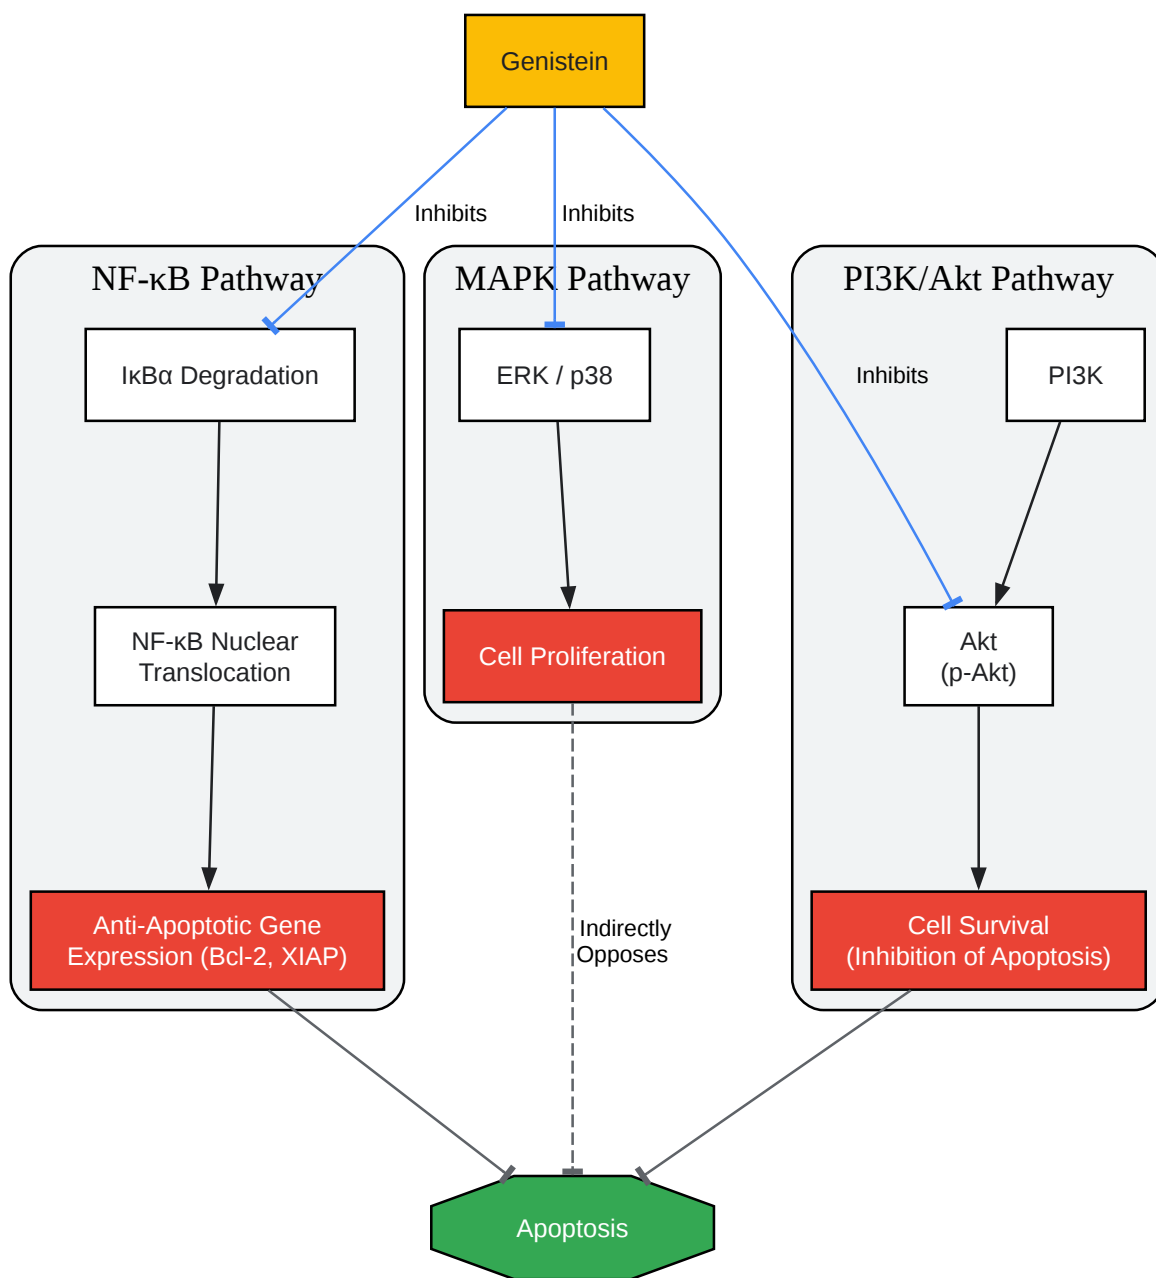 Genistein
Inhibits
Inhibits
NF-κB Pathway
MAPK Pathway
PI3K/Akt Pathway
IκBα Degradation
ERK / p38
Inhibits
PI3K
NF-κB Nuclear
Translocation
Cell Proliferation
Akt
(p-Akt)
Anti-Apoptotic Gene
Expression (Bcl-2, XIAP)
Indirectly
Opposes
Cell Survival
(Inhibition of Apoptosis)
Apoptosis